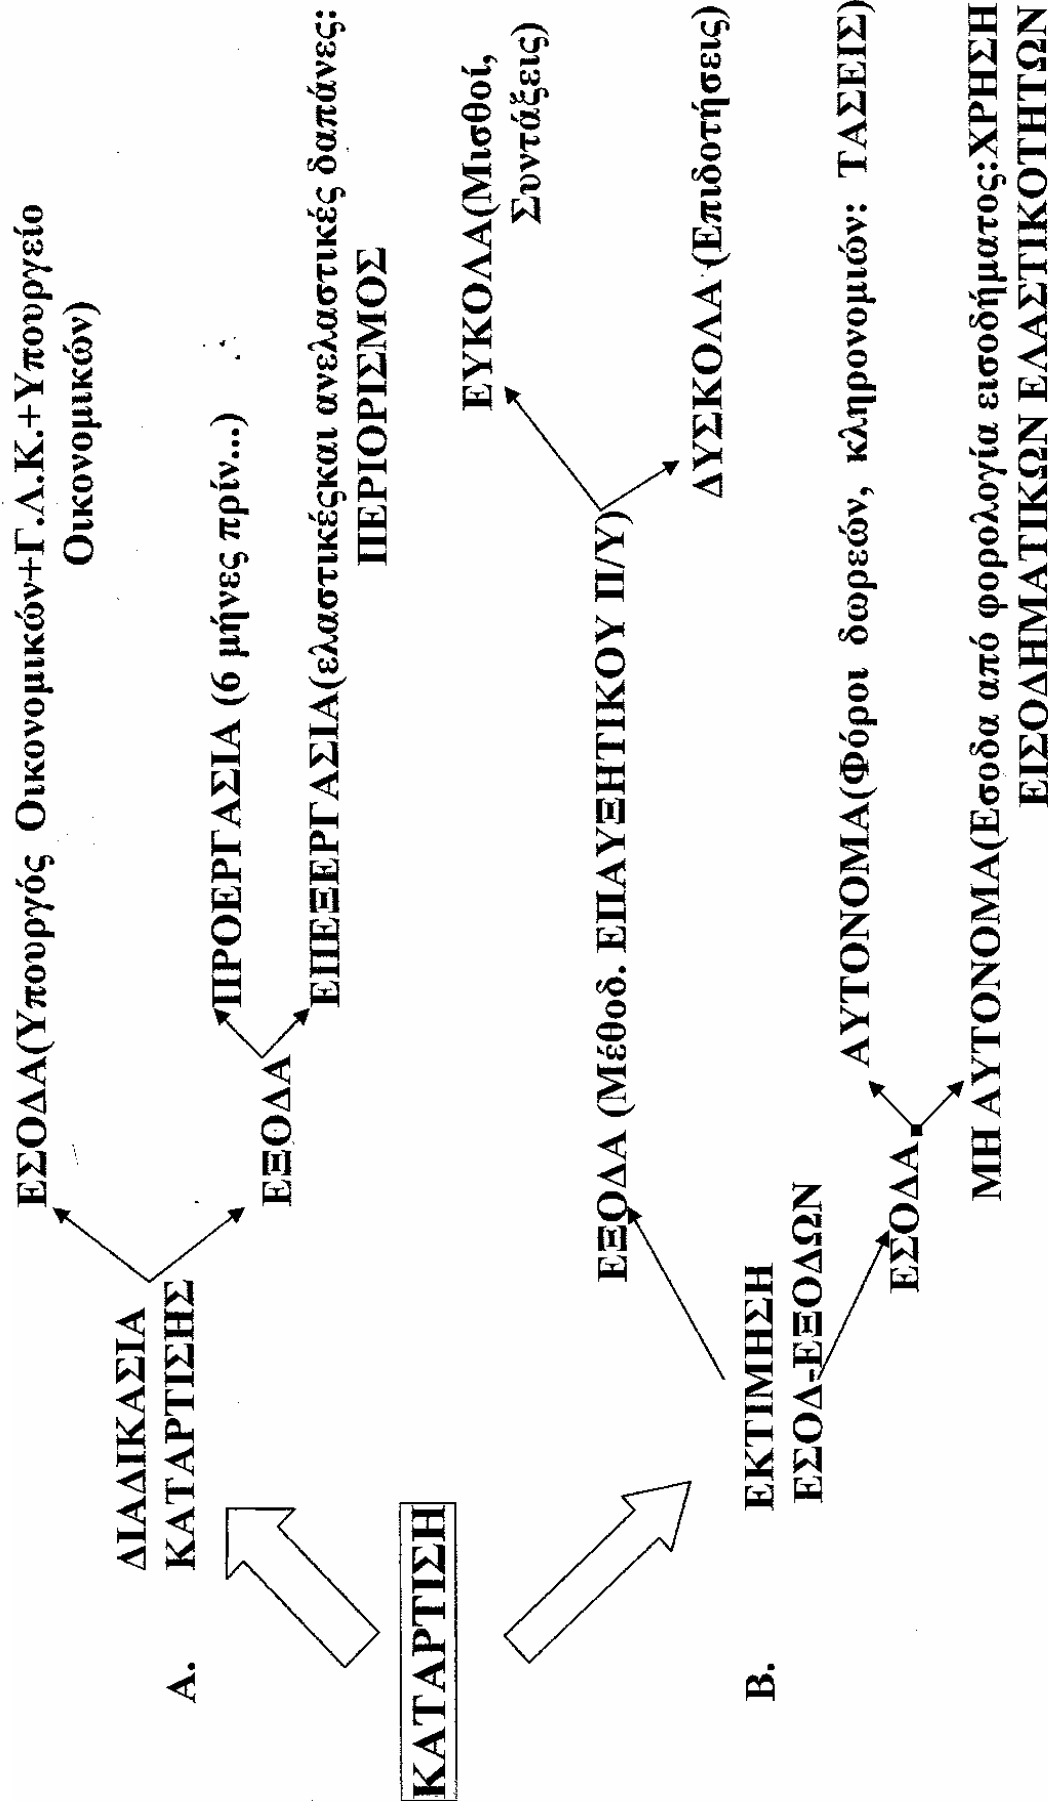 Α.
ΔΙΑΔΙΚΑΣΙΑ
ΚΑΤΑΡΤΙΣΗΣ
ΕΣΟΔΑ(Υπουργός Οικονομικών+Γ.Λ.Κ.+Υπουργείο
Οικονομικών)
ΕΞΟΔΑ
ΠΡΟΕΡΓΑΣΙΑ (6 μήνες πρίν...)
ΕΠΕΞΕΡΓΑΣΙΑ(ελαστικέςκαι ανελαστικές δαπάνες:
ΠΕΡΙΟΡΙΣΜΟΣ
ΚΑΤΑΡΤΙΣΗ
Β.
ΕΚΤΙΜΗΣΗ
ΕΣΟΔ-ΕΞΟΔΩΝ
ΕΞΟΔΑ (Μέθοδ. ΕΠΑΥΞΗΤΙΚΟΥ Π/Υ)
ΕΥΚΟΛΑ(Μισθοί,
Συντάξεις)
ΔΥΣΚΟΛΑ (Επιδοτήσεις)
ΕΣΟΔΑ
ΑΥΤΟΝΟΜΑ(Φόροι δωρεών, κληρονομιών: ΤΑΣΕΙΣ)
ΜΗ ΑΥΤΟΝΟΜΑ(Εσοδα από φορολογία εισοδήματος:ΧΡΗΣΗ
ΕΙΣΟΔΗΜΑΤΙΚΩΝ ΕΛΑΣΤΙΚΟΤΗΤΩΝ